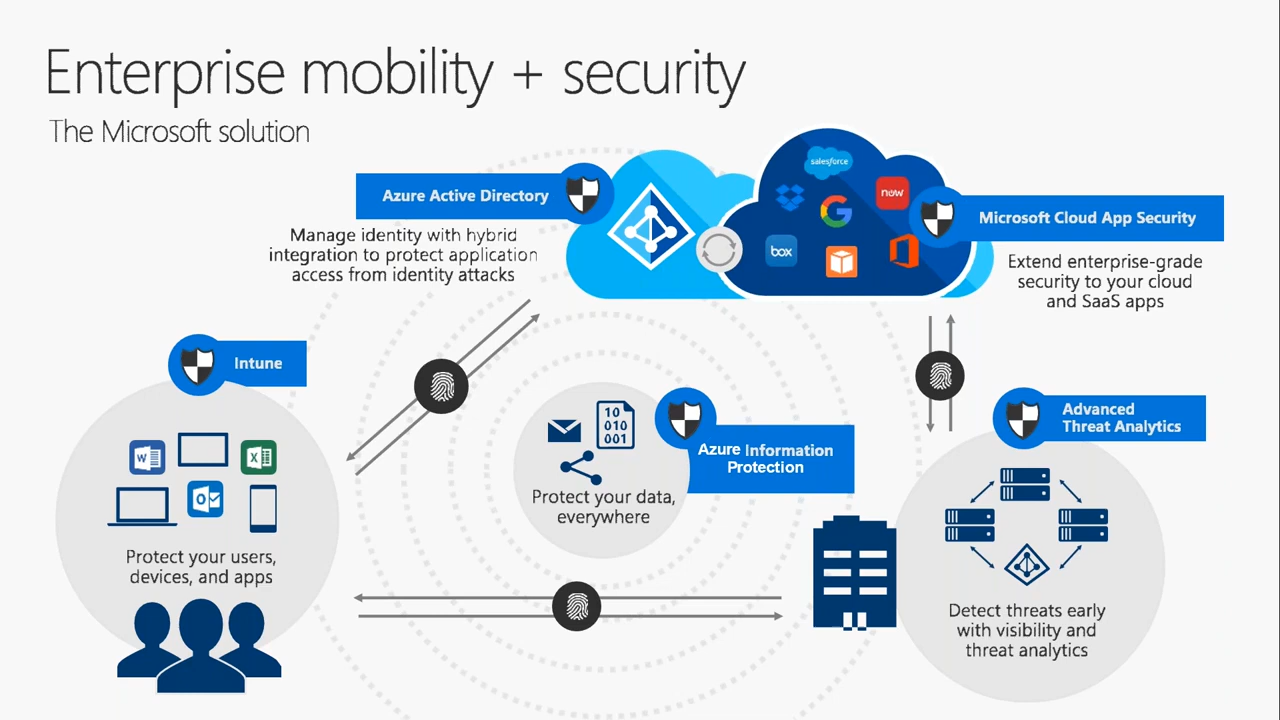 Enterprise mobility + security
The Microsoft solution
salesforce
Azure Active Directory
now
Microsoft Cloud App Security
Manage identity with hybrid
integration to protect application
access from identity attacks
box
Extend enterprise-grade
security to your cloud
and SaaS apps
Intune
Advanced
Threat Analytics
10
010
001
Azure Information
Protection
W
X
O
Protect your data,
everywhere
Protect your users,
devices, and apps
Detect threats early
with visibility and
threat analytics